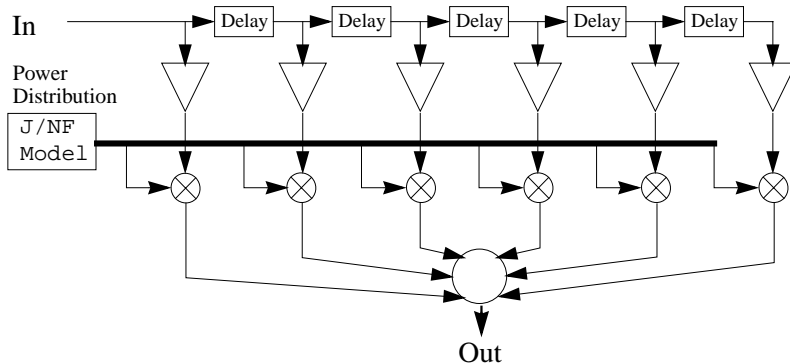 In
Delay Delay Delay Delay Delay
Power
Distribution
J/NF
Model
Out